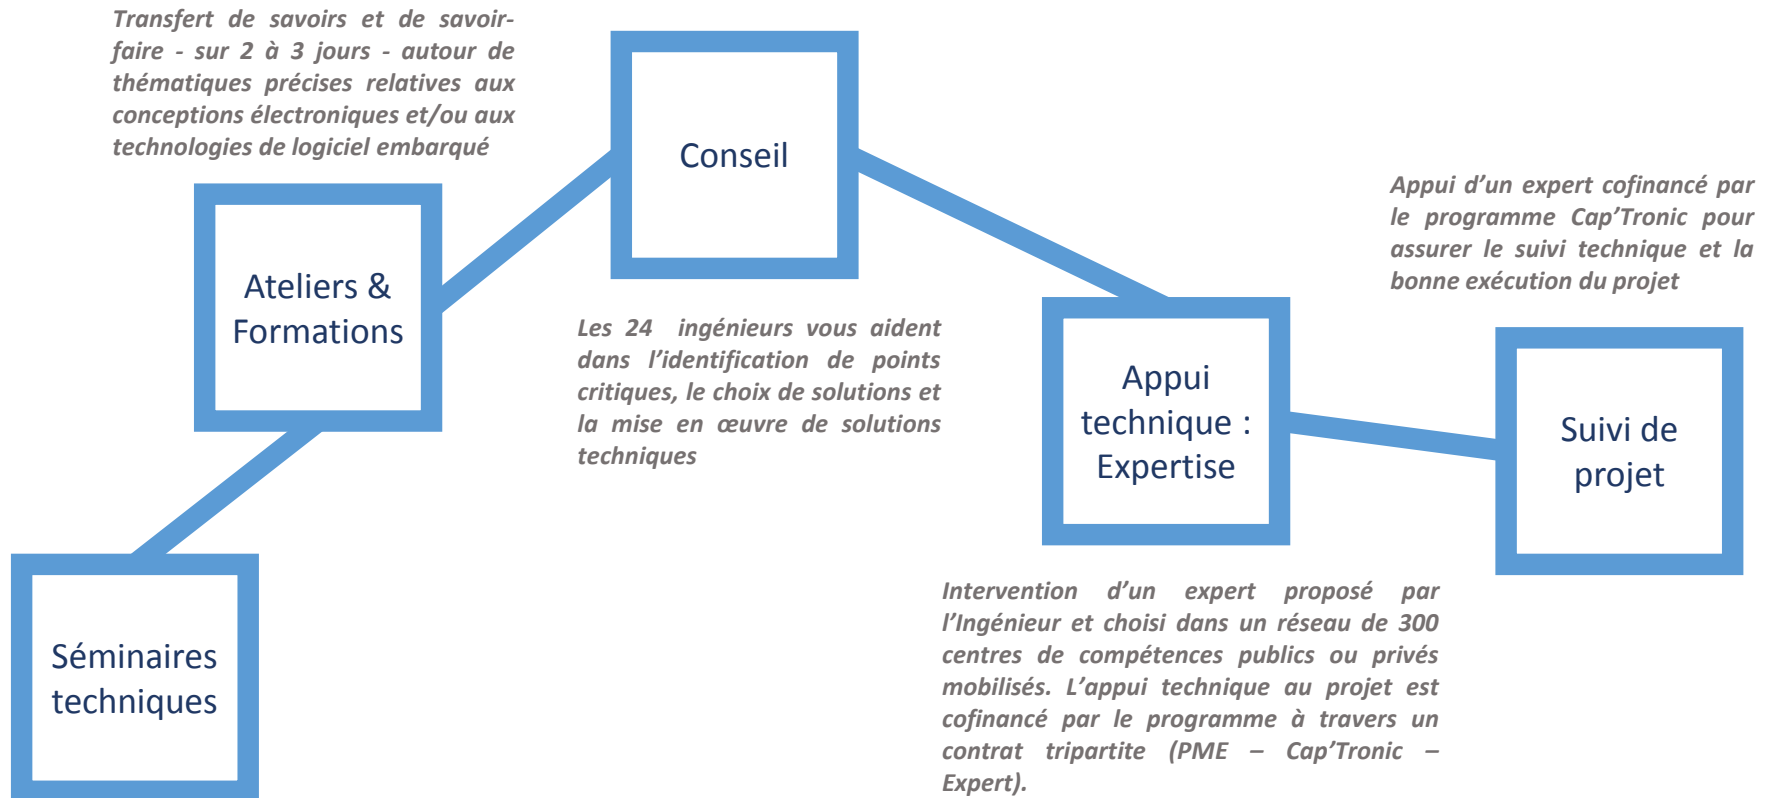 Transfert de savoirs et de savoir-
faire - sur 2 à 3 jours - autour de
thématiques précises relatives aux
conceptions électroniques et/ou aux
technologies de logiciel embarqué
Conseil
Appui d’un expert cofinancé par
le programme Cap’Tronic pour
assurer le suivi technique et la
bonne exécution du projet
Ateliers &
Formations
Les 24 ingénieurs vous aident
dans l’identification de points
critiques, le choix de solutions et
la mise en œuvre de solutions
techniques
Appui
technique :
Expertise
Suivi de
projet
Séminaires
techniques
Intervention d’un expert proposé par
l’Ingénieur et choisi dans un réseau de 300
centres de compétences publics ou privés
mobilisés. L’appui technique au projet est
cofinancé par le programme à travers un
contrat tripartite (PME – Cap’Tronic –
Expert).